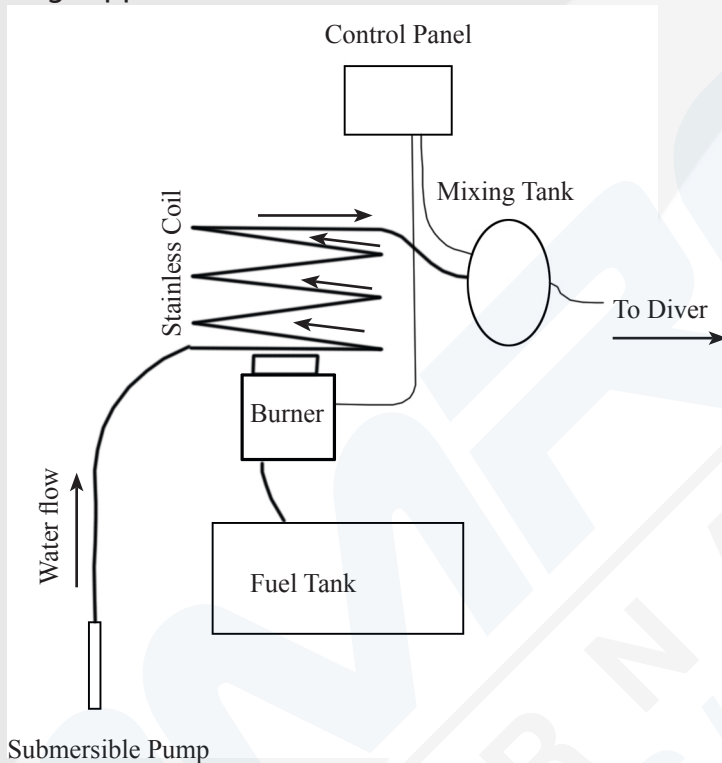 Control Panel
Mixing Tank
Stainless Coil
To Diver
Burner
Water flow
Fuel Tank
Submersible Pump